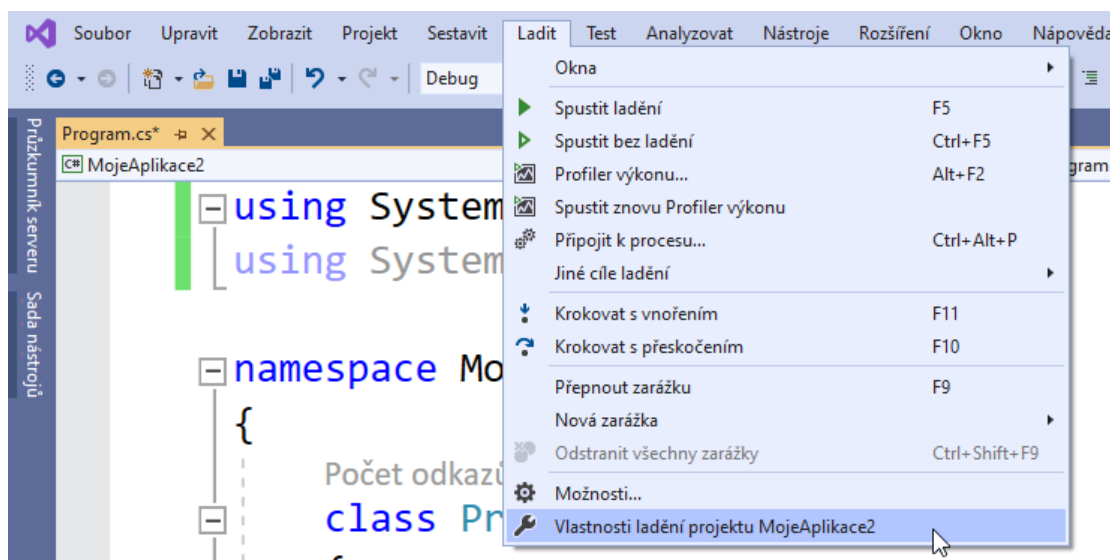 Soubor Upravit Zobrazit Projekt Sestavit Ladit Test Analyzovat Nástroje Rozšíření Okno Nápověda
Debug
Okna
Spustit ladění F5
Spustit bez ladění Ctrl+F5
Profiler výkonu... Alt+F2
Spustit znovu Profiler výkonu
Připojit k procesu... Ctrl+Alt+P
Jiné cíle ladění
Krokovat s vnořením F11
Krokovat s přeskočením F10
Přepnout zarážku F9
Nová zarážka
Odstranit všechny zarážky Ctrl+Shift+F9
Možnosti...
Vlastnosti ladění projektu MojeAplikace2
Průzkumník serveru
Sada nástrojů
Program.cs*
C# MojeAplikace2
gram
using System
using System
namespace Mo
{
Počet odkazů
class Pr